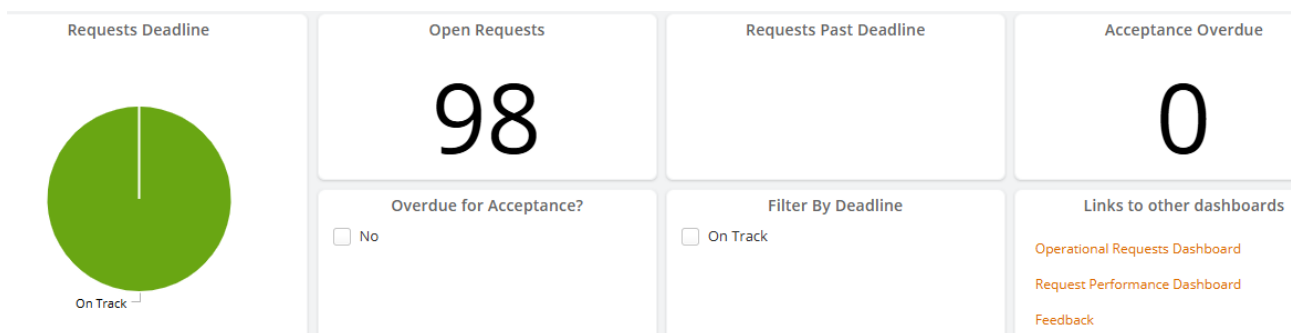 Requests Deadline
On Track
Open Requests
98
Requests Past Deadline
Acceptance Overdue
0
Overdue for Acceptance?
No
Filter By Deadline
On Track
Links to other dashboards
Operational Requests Dashboard
Request Performance Dashboard
Feedback